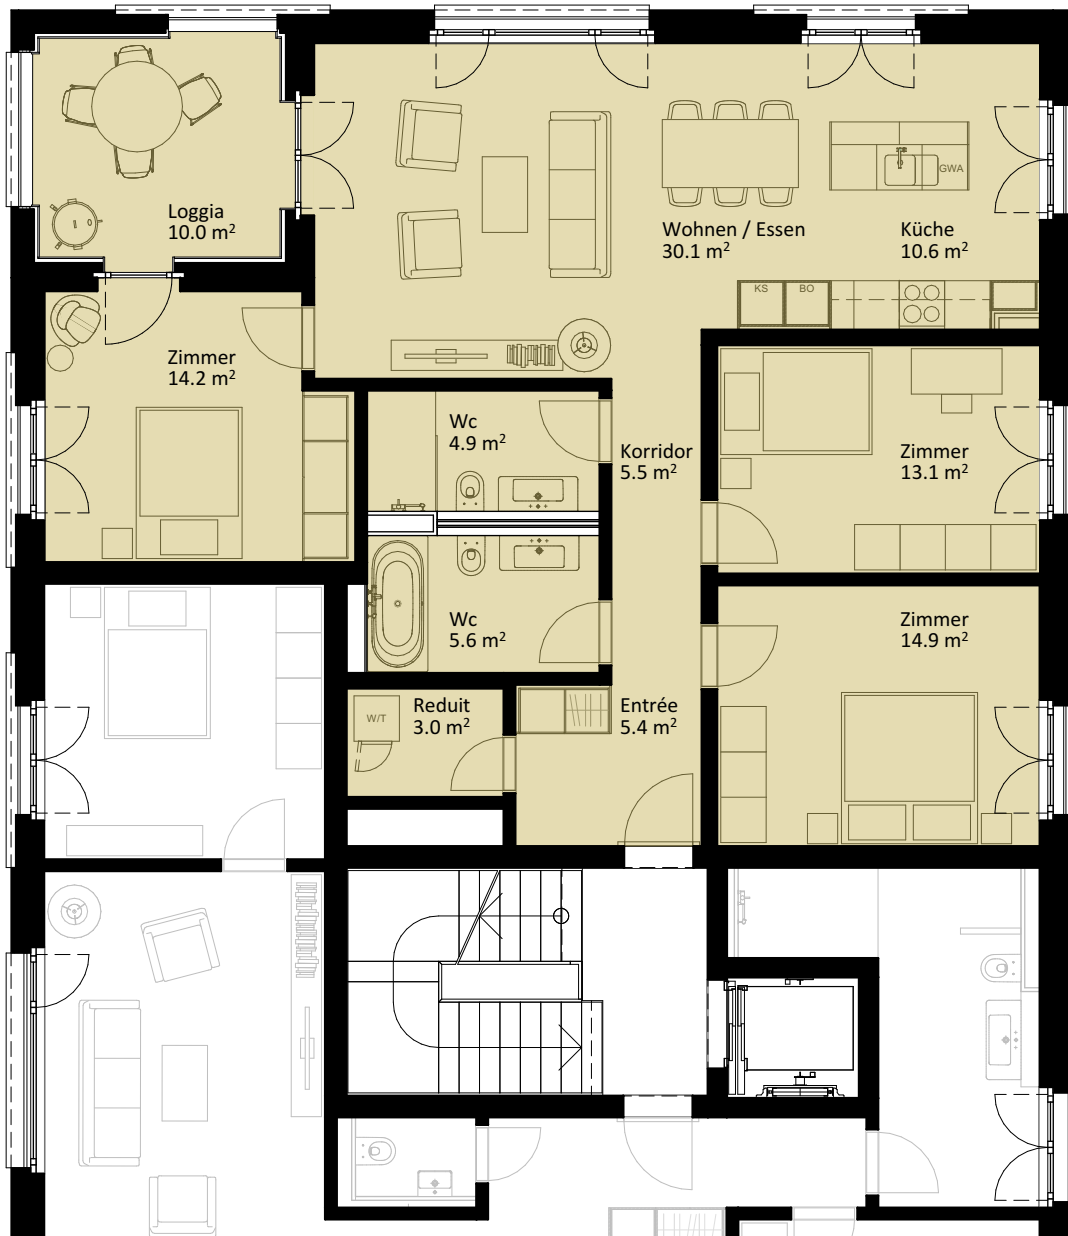 Loggia
10.0 m²
Wohnen / Essen
30.1 m²
GWA
Küche
10.6 m²
KS
BO
Zimmer
14.2 m²
Wc
4.9 m²
Korridor
5.5 m²
Zimmer
13.1 m²
Wc
5.6 m²
Zimmer
14.9 m²
W/T
Reduit
3.0 m²
Entrée
5.4 m²